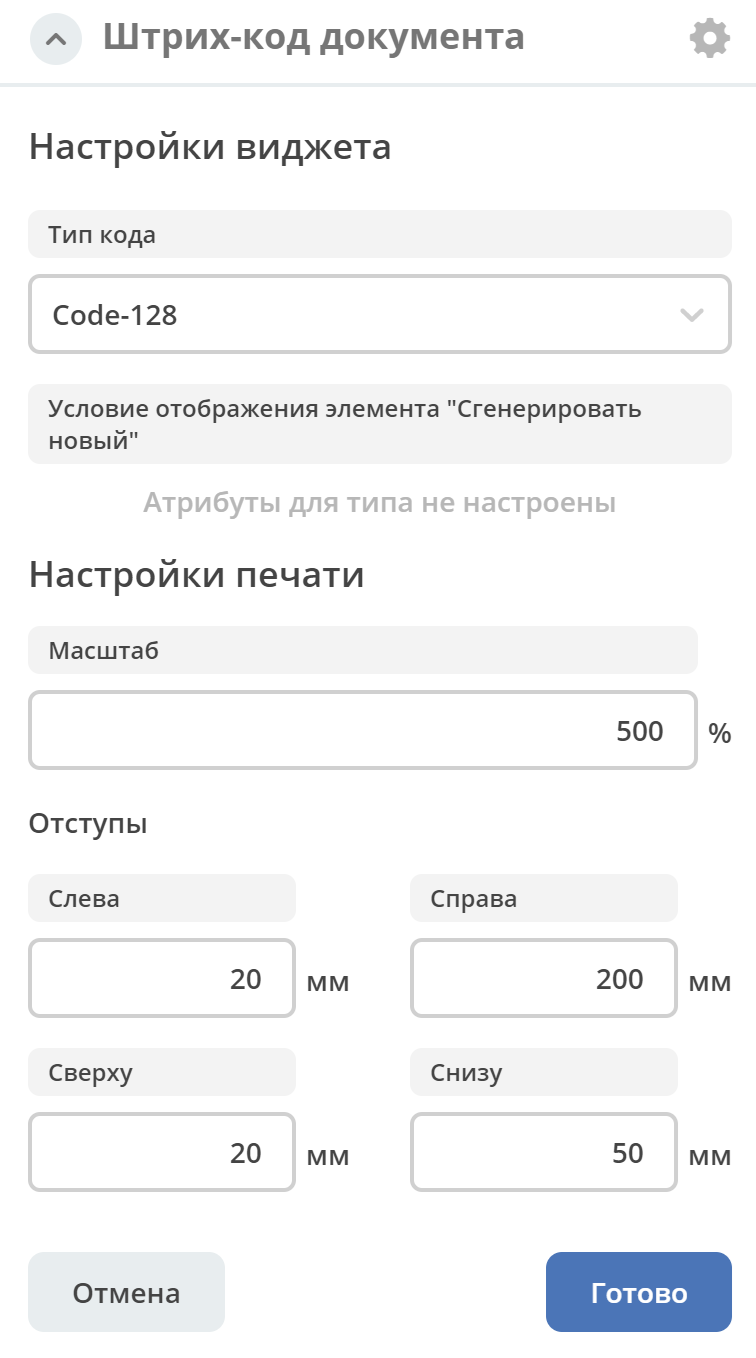 Штрих-код документа
Настройки виджета
Тип кода
Code-128
Условие отображения элемента "Сгенерировать
новый"
Атрибуты для типа не настроены
Настройки печати
Масштаб
500 %
Отступы
Слева Справа
20 мм 200 мм
Сверху Снизу
20 мм 50 мм
Отмена Готово